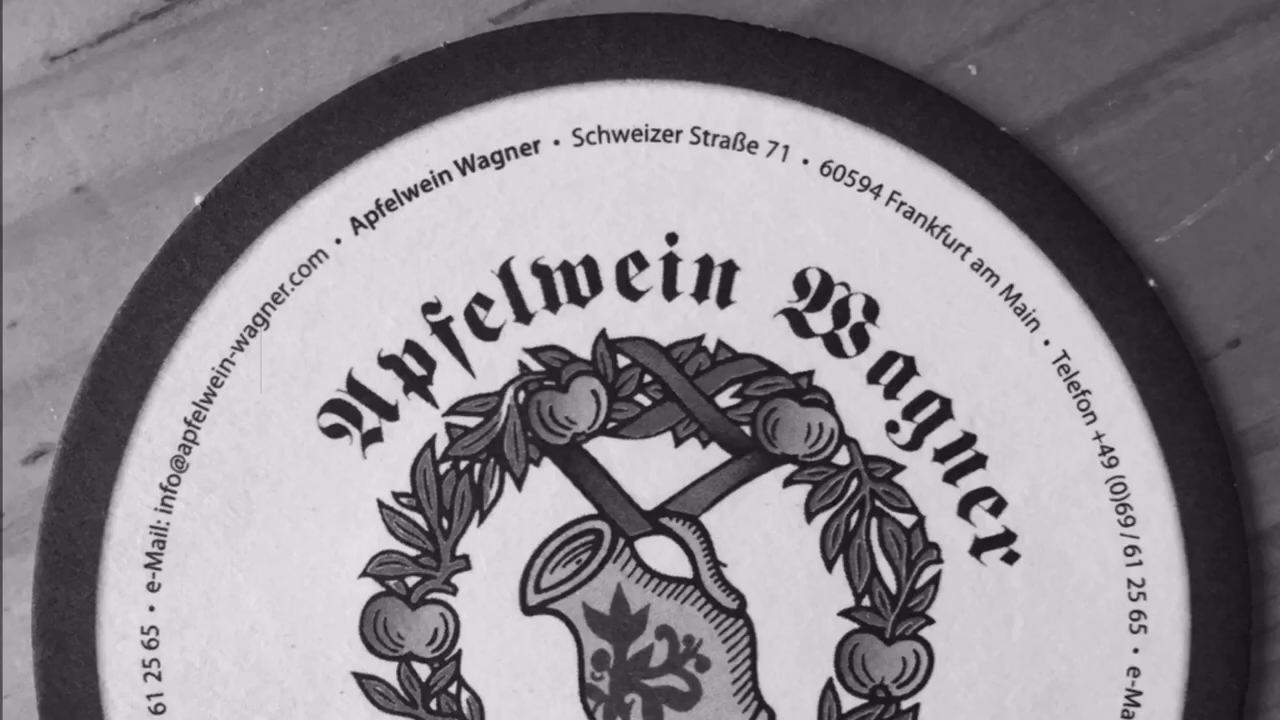 61 25 65 • e-Mail: info@apfelwein-wagner.com • Apfelwein Wagner • Schweizer Straße 71 • 60594 Frankfurt am Main • Telefon +49 (0)69 / 61 25 65 • e-Ma
Apfelwein Wagner